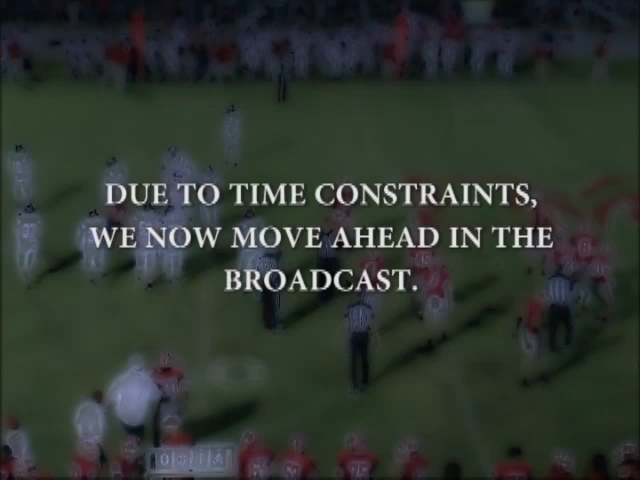 DUE TO TIME CONSTRAINTS,
WE NOW MOVE AHEAD IN THE
BROADCAST.